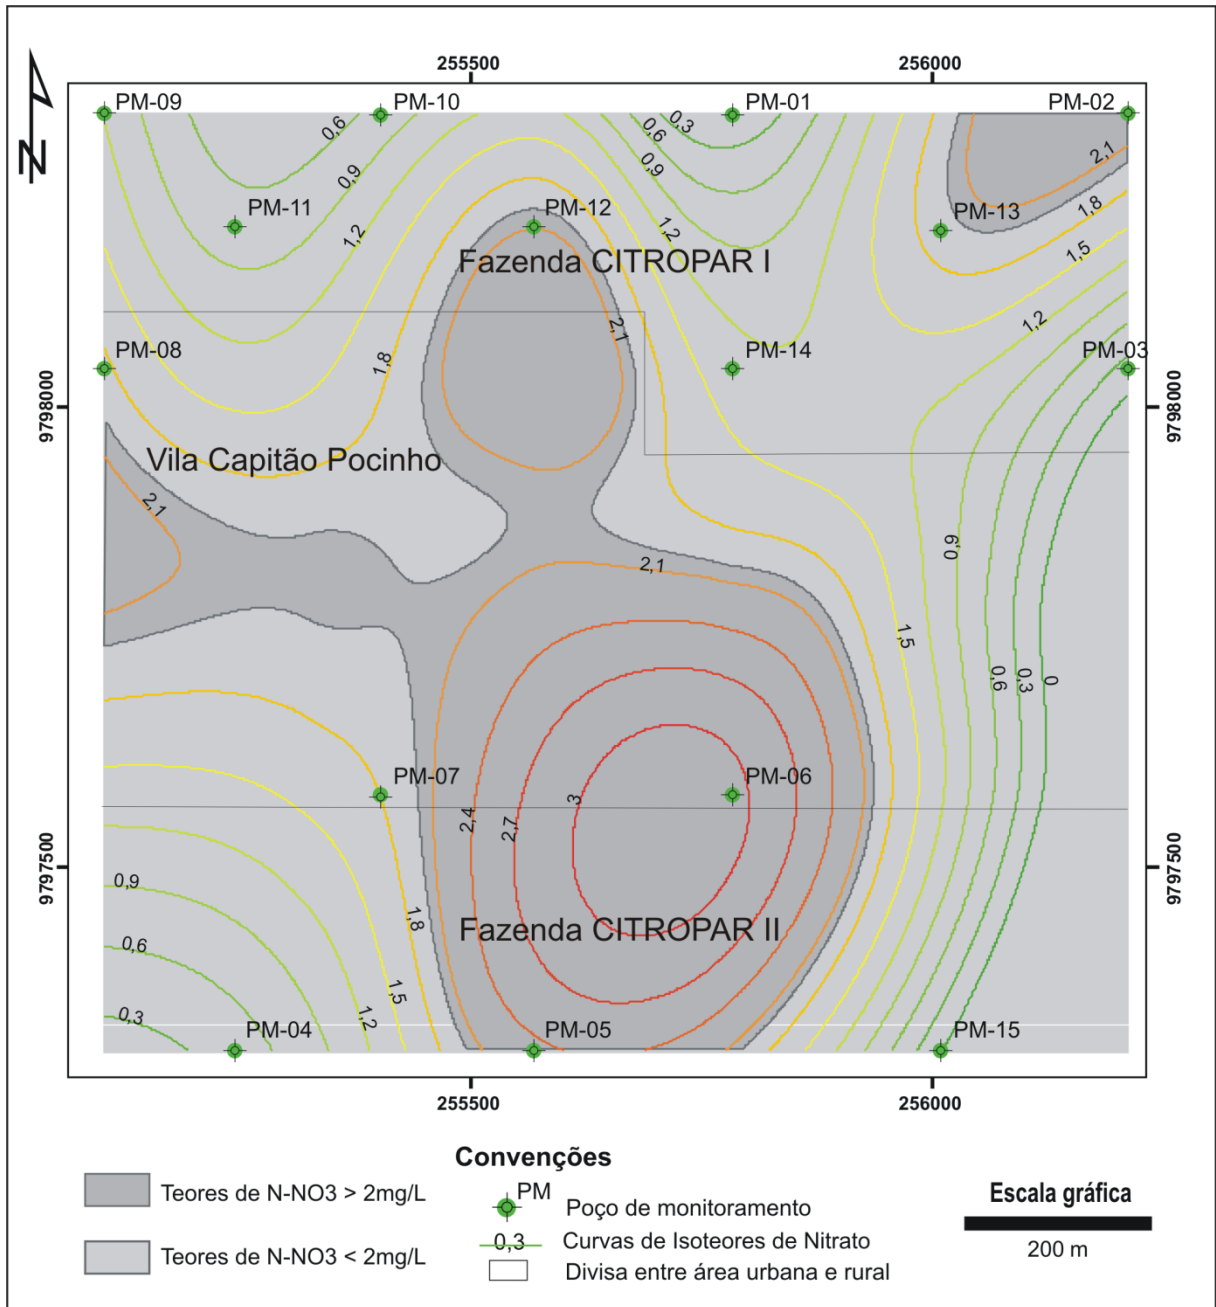 255500
256000
N
PM-09
PM-10
PM-01
PM-02
0,6
0,3
0,6
0,9
2,1
0,9
PM-11
PM-12
PM-13
1,8
1,2
1,2
1,5
Fazenda CITROPAR I
2,1
1,2
PM-08
1,8
PM-14
PM-03
9798000
9798000
Vila Capitão Pocinho
2,1
0,9
2,1
1,5
0,6
0,3
0
PM-07
PM-06
3
2,4
2,7
9797500
9797500
0,9
1,8
Fazenda CITROPAR II
0,6
1,5
0,3
1,2
PM-04
PM-05
PM-15
255500
256000
Convenções
Teores de N-NO3 > 2mg/L
PM
Poço de monitoramento
Escala gráfica
0,3
Curvas de Isoteores de Nitrato
200 m
Teores de N-NO3 < 2mg/L
Divisa entre área urbana e rural